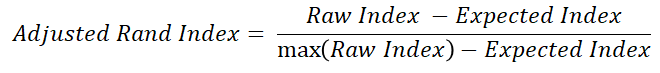 Adjusted Rand Index = Raw Index − Expected Index / max(Raw Index) − Expected Index